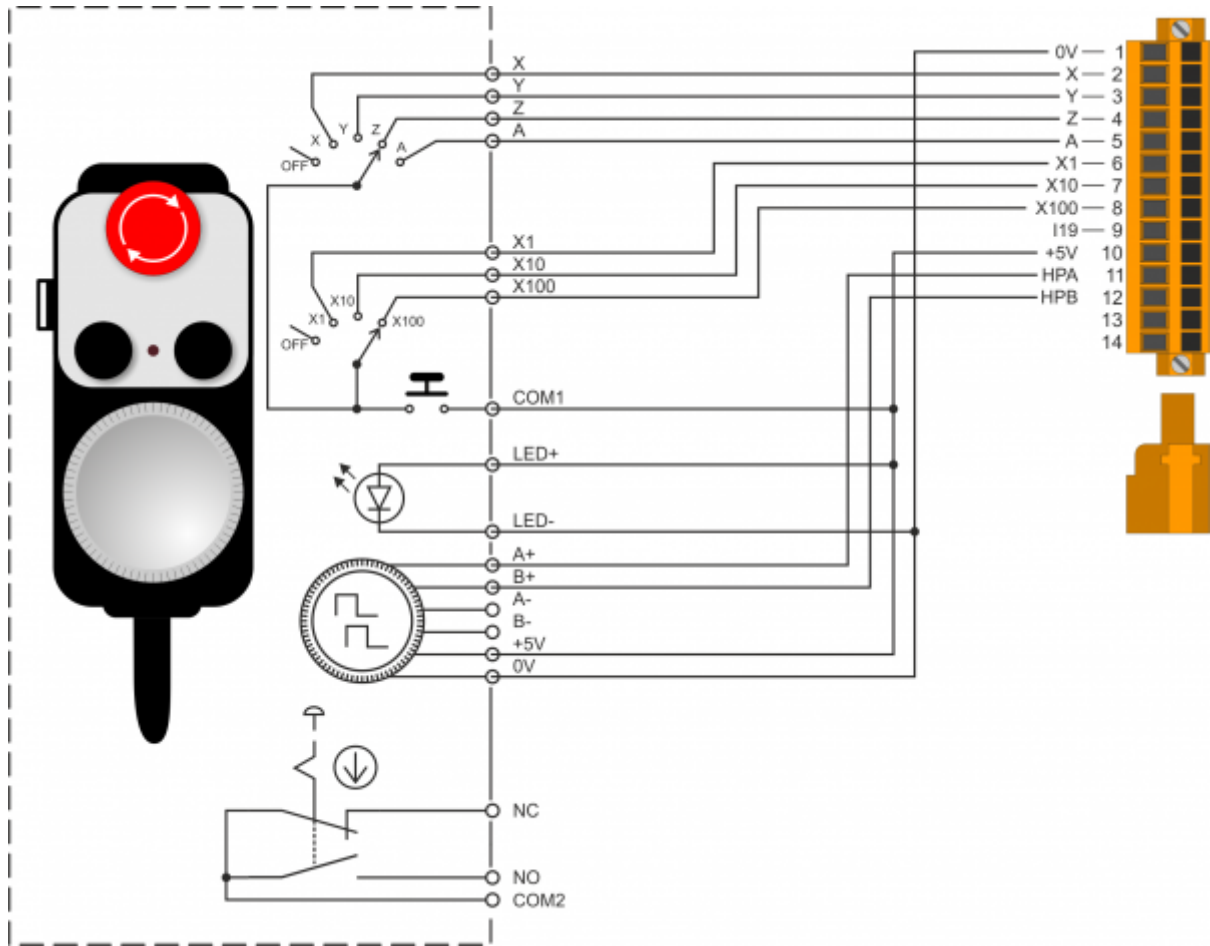 X
Y
Z
A
X
Y
Z
A
OFF
X1
X10
X100
X1
X10
X100
OFF
COM1
LED+
LED-
A+
B+
A-
B-
+5V
0V
NC
NO
COM2
0V 1
X 2
Y 3
Z 4
A 5
X1 6
X10 7
X100 8
I19 9
+5V 10
HPA 11
HPB 12
13
14